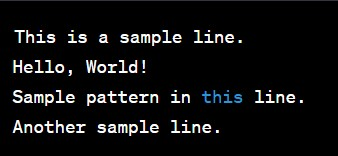 This is a sample line.
Hello, World!
Sample pattern in this line.
Another sample line.